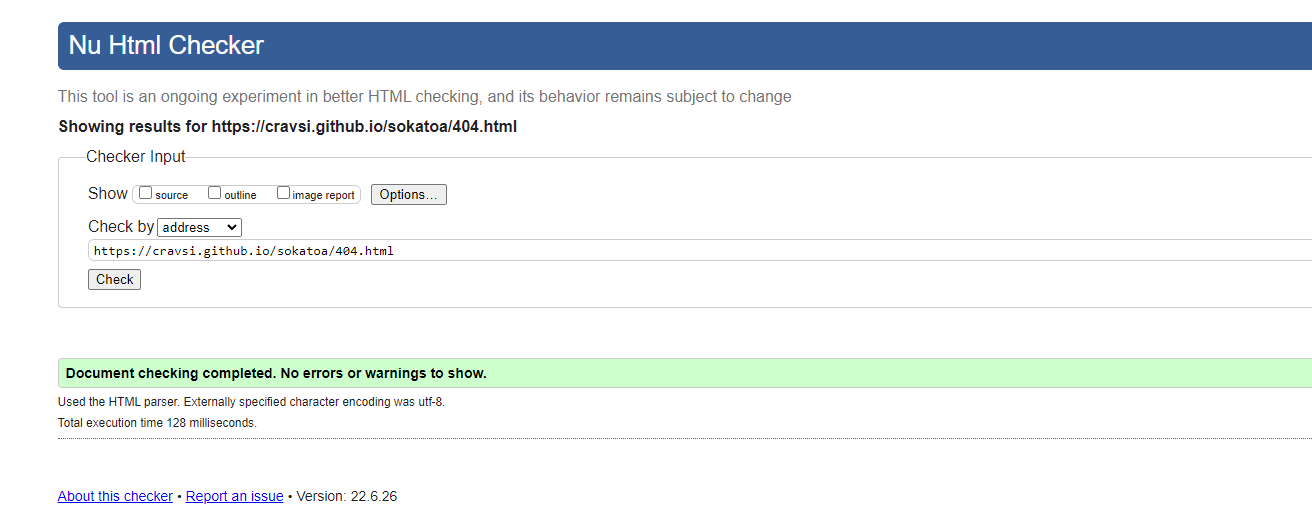 Nu Html Checker
This tool is an ongoing experiment in better HTML checking, and its behavior remains subject to change
Showing results for https://cravsi.github.io/sokatoa/404.html
Checker Input
Show source outline image report Options...
Check by address
https://cravsi.github.io/sokatoa/404.html
Check
Document checking completed. No errors or warnings to show.
Used the HTML parser. Externally specified character encoding was utf-8.
Total execution time 128 milliseconds.
About this checker • Report an issue • Version: 22.6.26